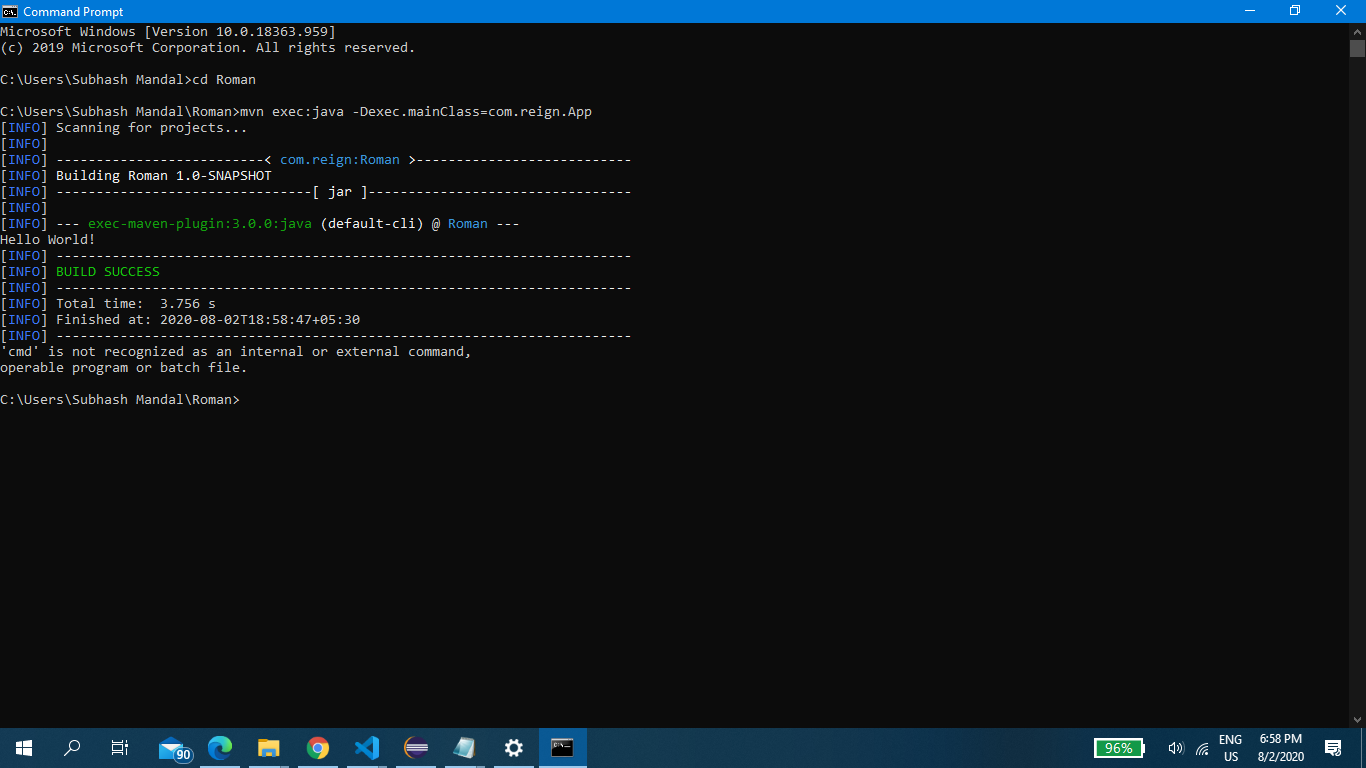 Command Prompt
Microsoft Windows [Version 10.0.18363.959]
(c) 2019 Microsoft Corporation. All rights reserved.
C:\Users\Subhash Mandal>cd Roman
C:\Users\Subhash Mandal\Roman>mvn exec:java -Dexec.mainClass=com.reign.App
[INFO] Scanning for projects...
[INFO]
[INFO] --------------------------< com.reign:Roman >---------------------------
[INFO] Building Roman 1.0-SNAPSHOT
[INFO] --------------------------------[ jar ]---------------------------------
[INFO]
[INFO] --- exec-maven-plugin:3.0.0:java (default-cli) @ Roman ---
Hello World!
[INFO] ------------------------------------------------------------------------
[INFO] BUILD SUCCESS
[INFO] ------------------------------------------------------------------------
[INFO] Total time:  3.756 s
[INFO] Finished at: 2020-08-02T18:58:47+05:30
[INFO] ------------------------------------------------------------------------
'cmd' is not recognized as an internal or external command,
operable program or batch file.
C:\Users\Subhash Mandal\Roman>
90
96%
ENG
US
6:58 PM
8/2/2020